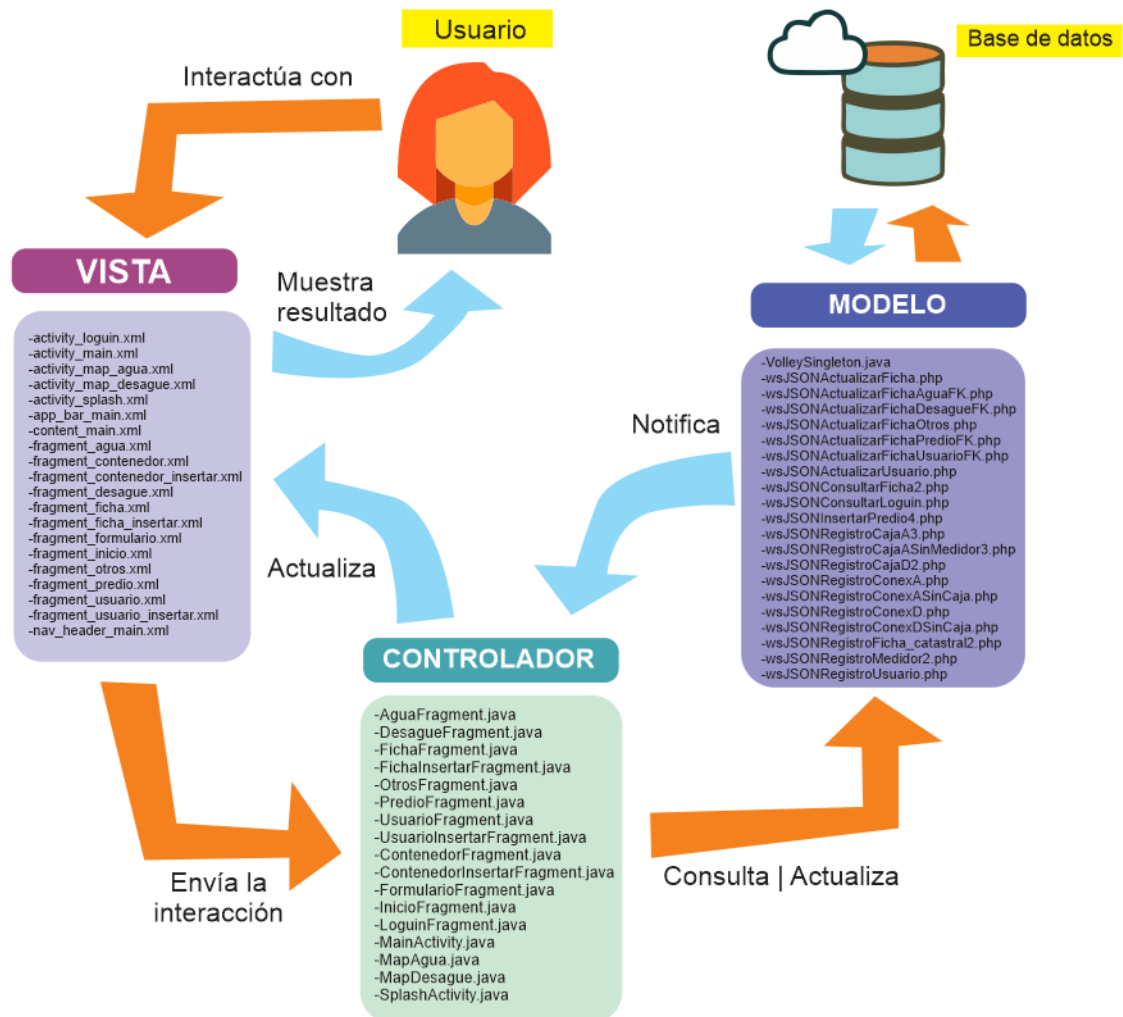 Usuario
Base de datos
Interactúa con
VISTA
-activity_loguin.xml
-activity_main.xml
-activity_map_agua.xml
-activity_map_desague.xml
-activity_splash.xml
-app_bar_main.xml
-content_main.xml
-fragment_agua.xml
-fragment_contenedor.xml
-fragment_contenedor_insertar.xml
-fragment_desague.xml
-fragment_ficha.xml
-fragment_ficha_insertar.xml
-fragment_formulario.xml
-fragment_inicio.xml
-fragment_otros.xml
-fragment_predio.xml
-fragment_usuario.xml
-fragment_usuario_insertar.xml
-nav_header_main.xml
Muestra
resultado
MODELO
-VolleySingleton.java
-wsJSONActualizarFicha.php
-wsJSONActualizarFichaAguaFK.php
-wsJSONActualizarFichaDesagueFK.php
-wsJSONActualizarFichaOtros.php
-wsJSONActualizarFichaPredioFK.php
-wsJSONActualizarFichaUsuarioFK.php
-wsJSONActualizarUsuario.php
-wsJSONConsultarFicha2.php
-wsJSONConsultarLoguin.php
-wsJSONInsertarPredio4.php
-wsJSONRegistroCajaA3.php
-wsJSONRegistroCajaASinMedidor3.php
-wsJSONRegistroCajaD2.php
-wsJSONRegistroConexA.php
-wsJSONRegistroConexASinCaja.php
-wsJSONRegistroConexD.php
-wsJSONRegistroConexDSinCaja.php
-wsJSONRegistroFicha_catastral2.php
-wsJSONRegistroMedidor2.php
-wsJSONRegistroUsuario.php
Notifica
Actualiza
CONTROLADOR
-AguaFragment.java
-DesagueFragment.java
-FichaFragment.java
-FichaInsertarFragment.java
-OtrosFragment.java
-PredioFragment.java
-UsuarioFragment.java
-UsuarioInsertarFragment.java
-ContenedorFragment.java
-ContenedorInsertarFragment.java
-FormularioFragment.java
-InicioFragment.java
-LoguinFragment.java
-MainActivity.java
-MapAgua.java
-MapDesague.java
-SplashActivity.java
Envía la
interacción
Consulta | Actualiza